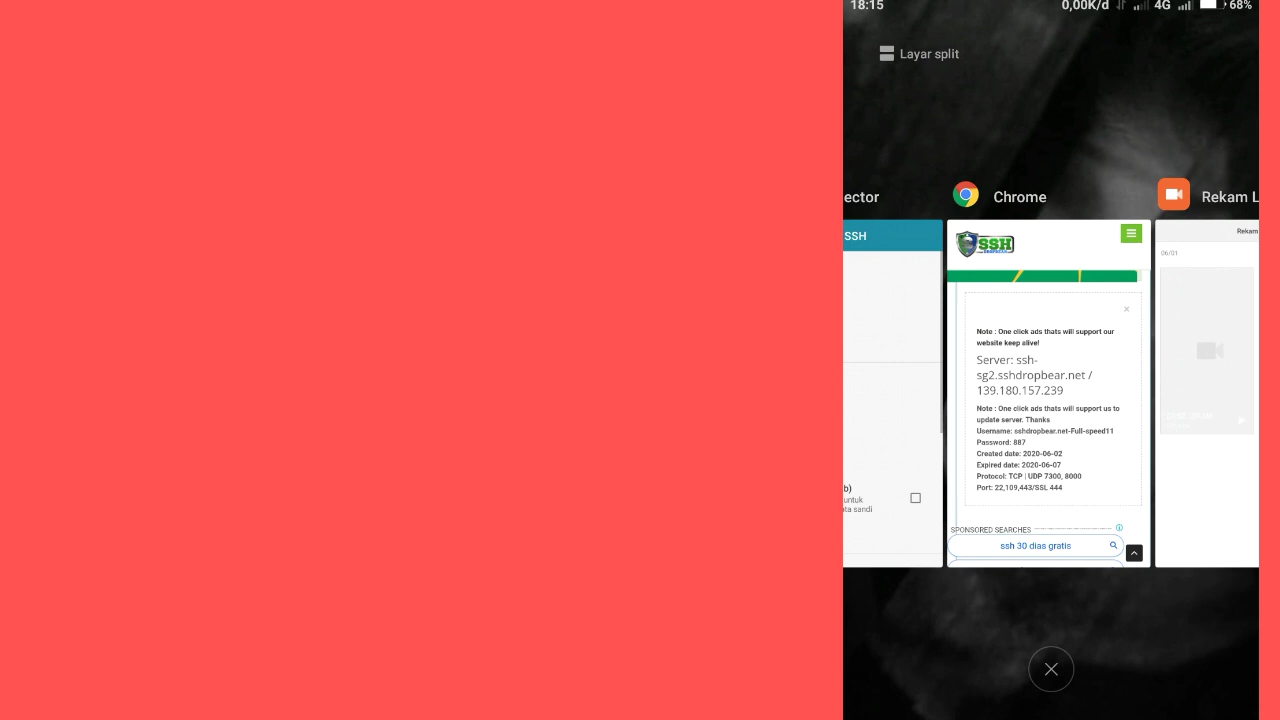 18:15
0,00K/d
4G
68%
Layar split
ector
Chrome
Rekam L
SSH
SSH
Rekam
06/01
Note : One click ads thats will support our
website keep alive!
Server: ssh-
sg2.sshdropbear.net /
139.180.157.239
Note : One click ads thats will support us to
update server. Thanks
Username: sshdropbear.net-Full-speed11
Password: 887
Created date: 2020-06-02
Expired date: 2020-06-07
Protocol: TCP | UDP 7300, 8000
Port: 22,109,443/SSL 444
b)
untuk
ata sandi
SPONSORED SEARCHES
ssh 30 dias gratis